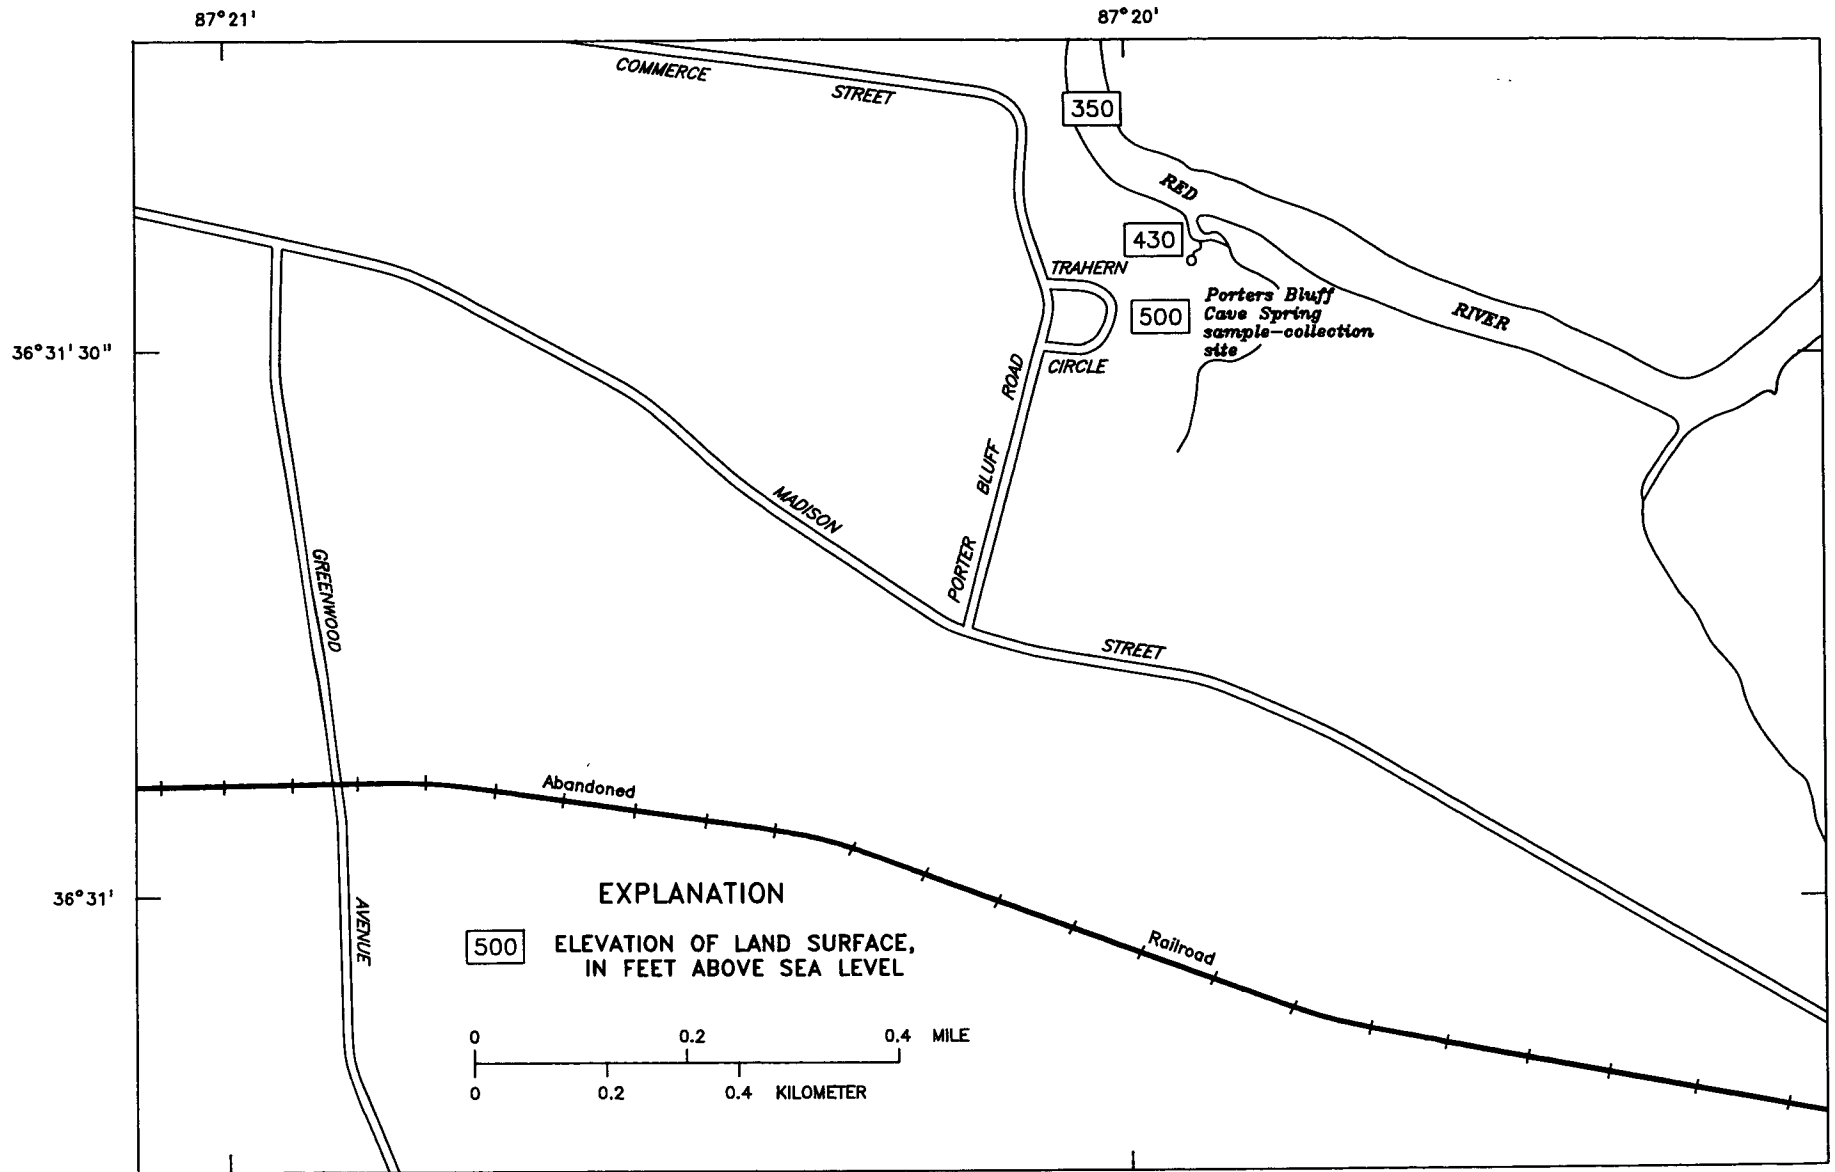 87°21'
87°20'
COMMERCE
STREET
350
RED
430
TRAHERN
500
Porters Bluff
Cave Spring
sample-collection
site
RIVER
36°31'30"
CIRCLE
ROAD
BLUFF
PORTER
MADISON
STREET
GREENWOOD
Abandoned
36°31'
AVENUE
Railroad
EXPLANATION
500 ELEVATION OF LAND SURFACE,
IN FEET ABOVE SEA LEVEL
0 0.2 0.4 MILE
0 0.2 0.4 KILOMETER